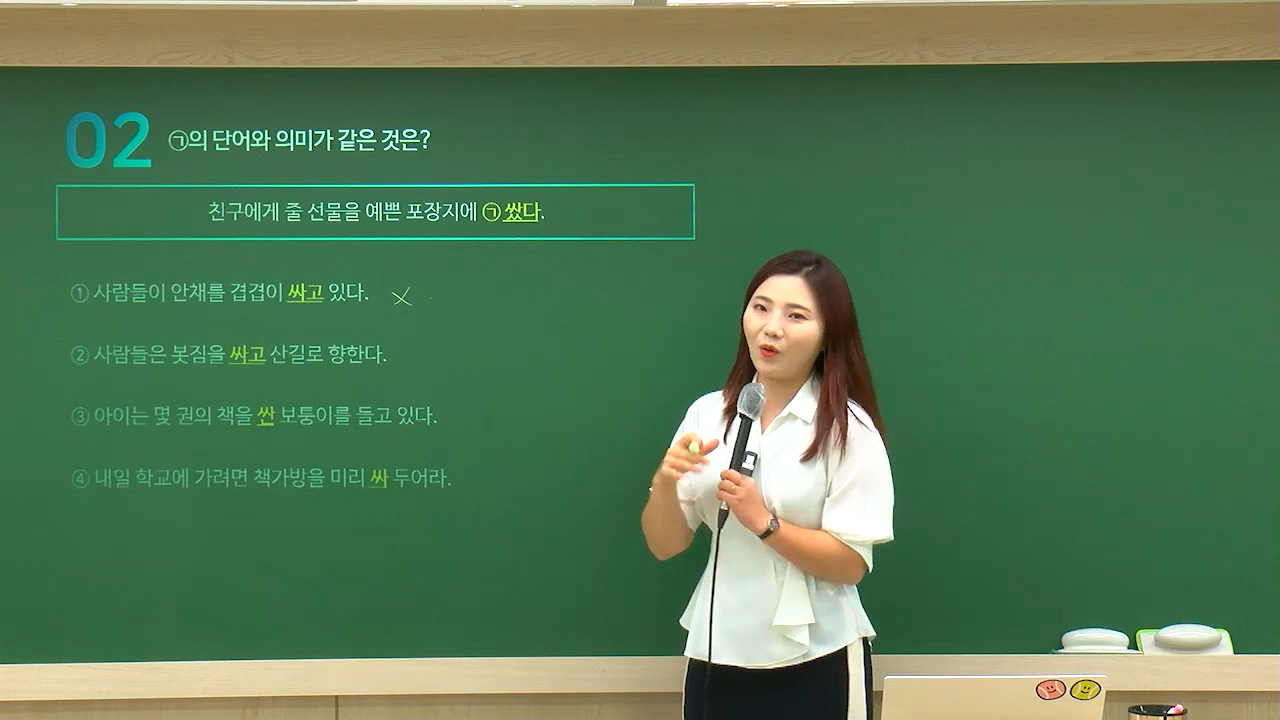 02 ㉠의 단어와 의미가 같은 것은?
친구에게 줄 선물을 예쁜 포장지에 ㉠쌌다.
① 사람들이 안채를 겹겹이 싸고 있다.
② 사람들은 봇짐을 싸고 산길로 향한다.
③ 아이는 몇 권의 책을 싼 보퉁이를 들고 있다.
④ 내일 학교에 가려면 책가방을 미리 싸 두어라.